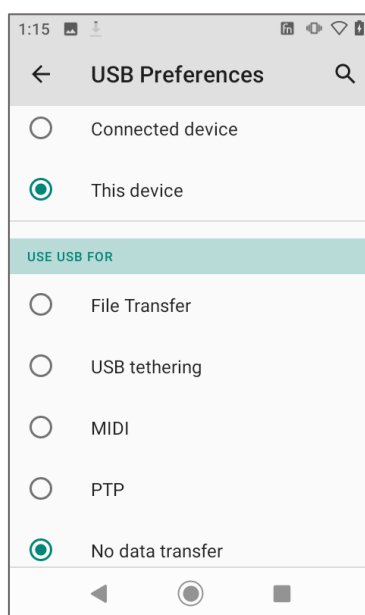 1:15
USB Preferences
Connected device
This device
USE USB FOR
File Transfer
USB tethering
MIDI
PTP
No data transfer